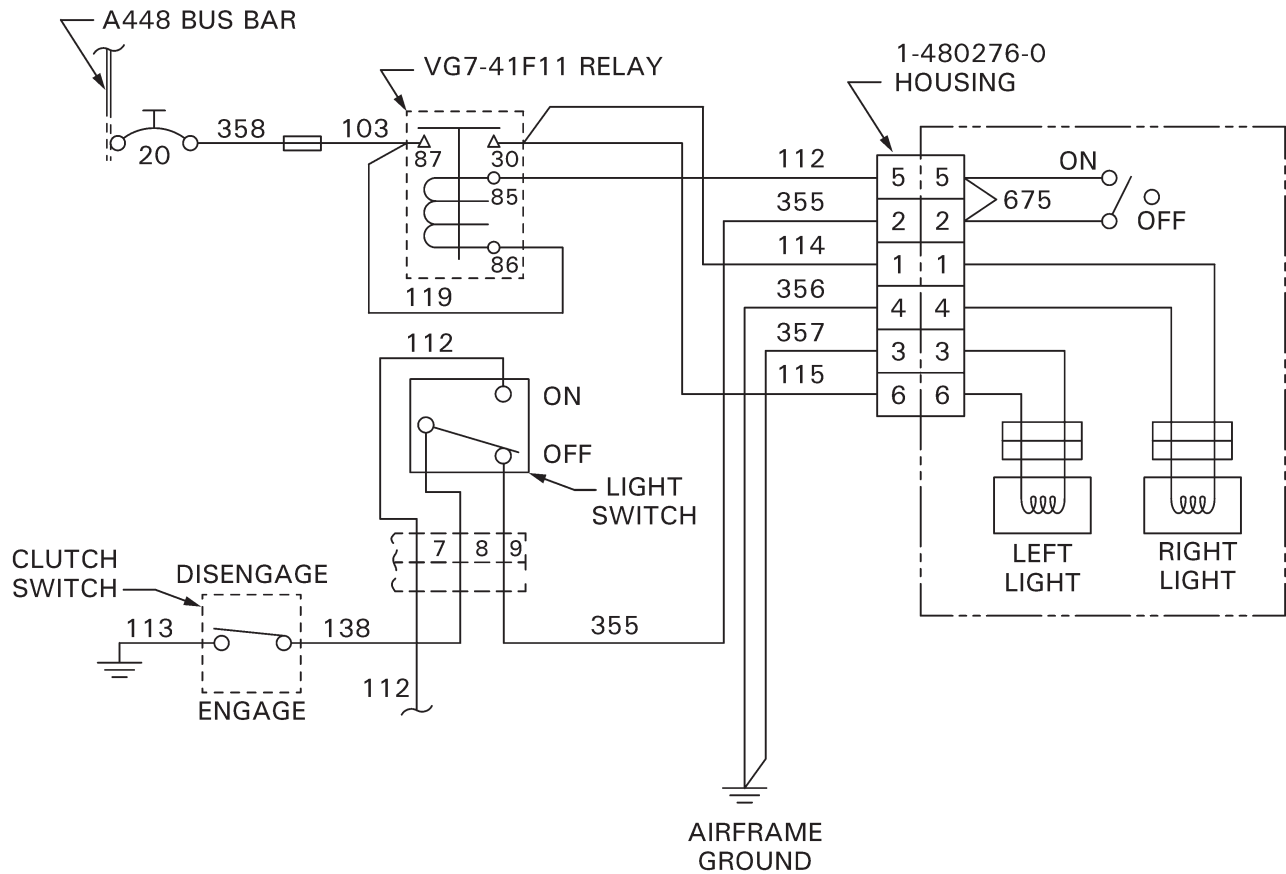 A448 BUS BAR
VG7-41F11 RELAY
1-480276-0
HOUSING
358
103
20
87
30
85
86
119
112
355
114
356
357
115
5 5
2 2
1 1
4 4
3 3
6 6
ON
675
OFF
LEFT
LIGHT
RIGHT
LIGHT
112
ON
OFF
LIGHT
SWITCH
7 8 9
CLUTCH
SWITCH
DISENGAGE
113
138
355
112
ENGAGE
AIRFRAME
GROUND